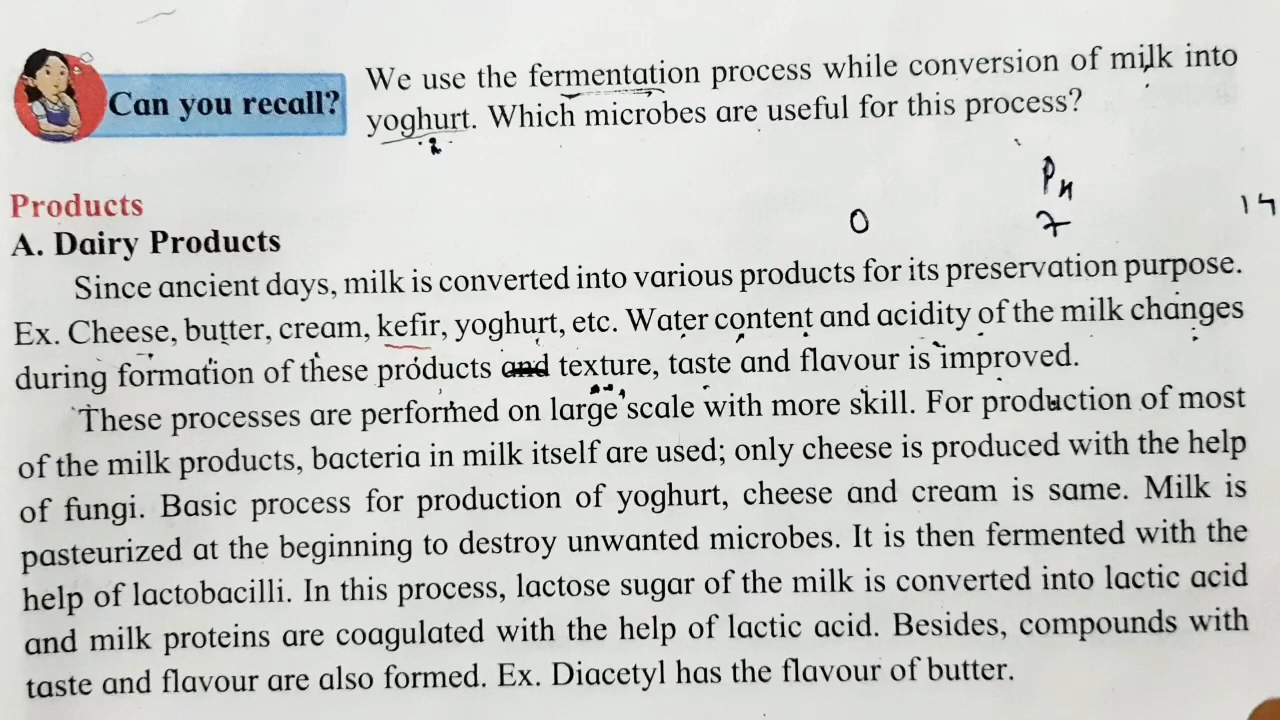 We use the fermentation process while conversion of milk into
Can you recall?
yoghurt. Which microbes are useful for this process?
PH
Products
0 7 14
A. Dairy Products
Since ancient days, milk is converted into various products for its preservation purpose.
Ex. Cheese, butter, cream, kefir, yoghurt, etc. Water content and acidity of the milk changes
during formation of these products and texture, taste and flavour is improved.
These processes are performed on large scale with more skill. For production of most
of the milk products, bacteria in milk itself are used; only cheese is produced with the help
of fungi. Basic process for production of yoghurt, cheese and cream is same. Milk is
pasteurized at the beginning to destroy unwanted microbes. It is then fermented with the
help of lactobacilli. In this process, lactose sugar of the milk is converted into lactic acid
and milk proteins are coagulated with the help of lactic acid. Besides, compounds with
taste and flavour are also formed. Ex. Diacetyl has the flavour of butter.